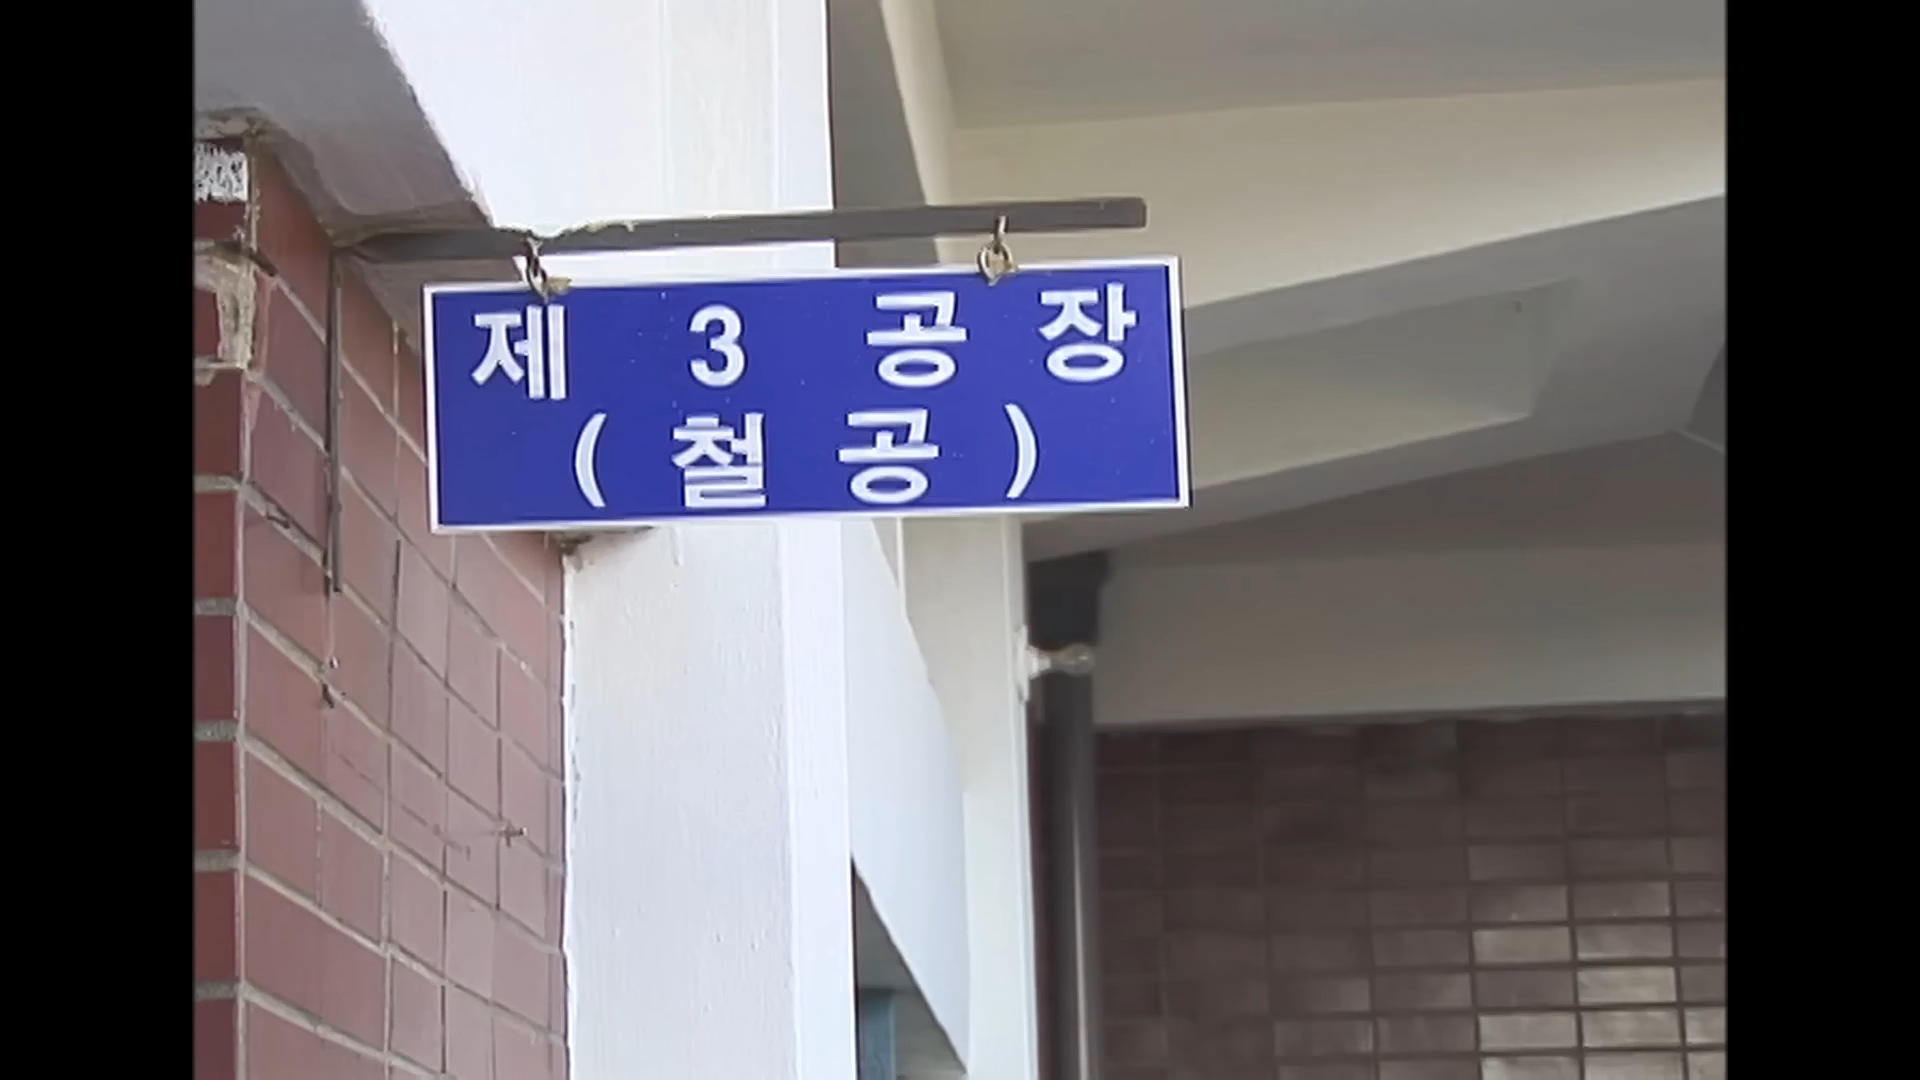 제 3 공 장
( 철 공 )